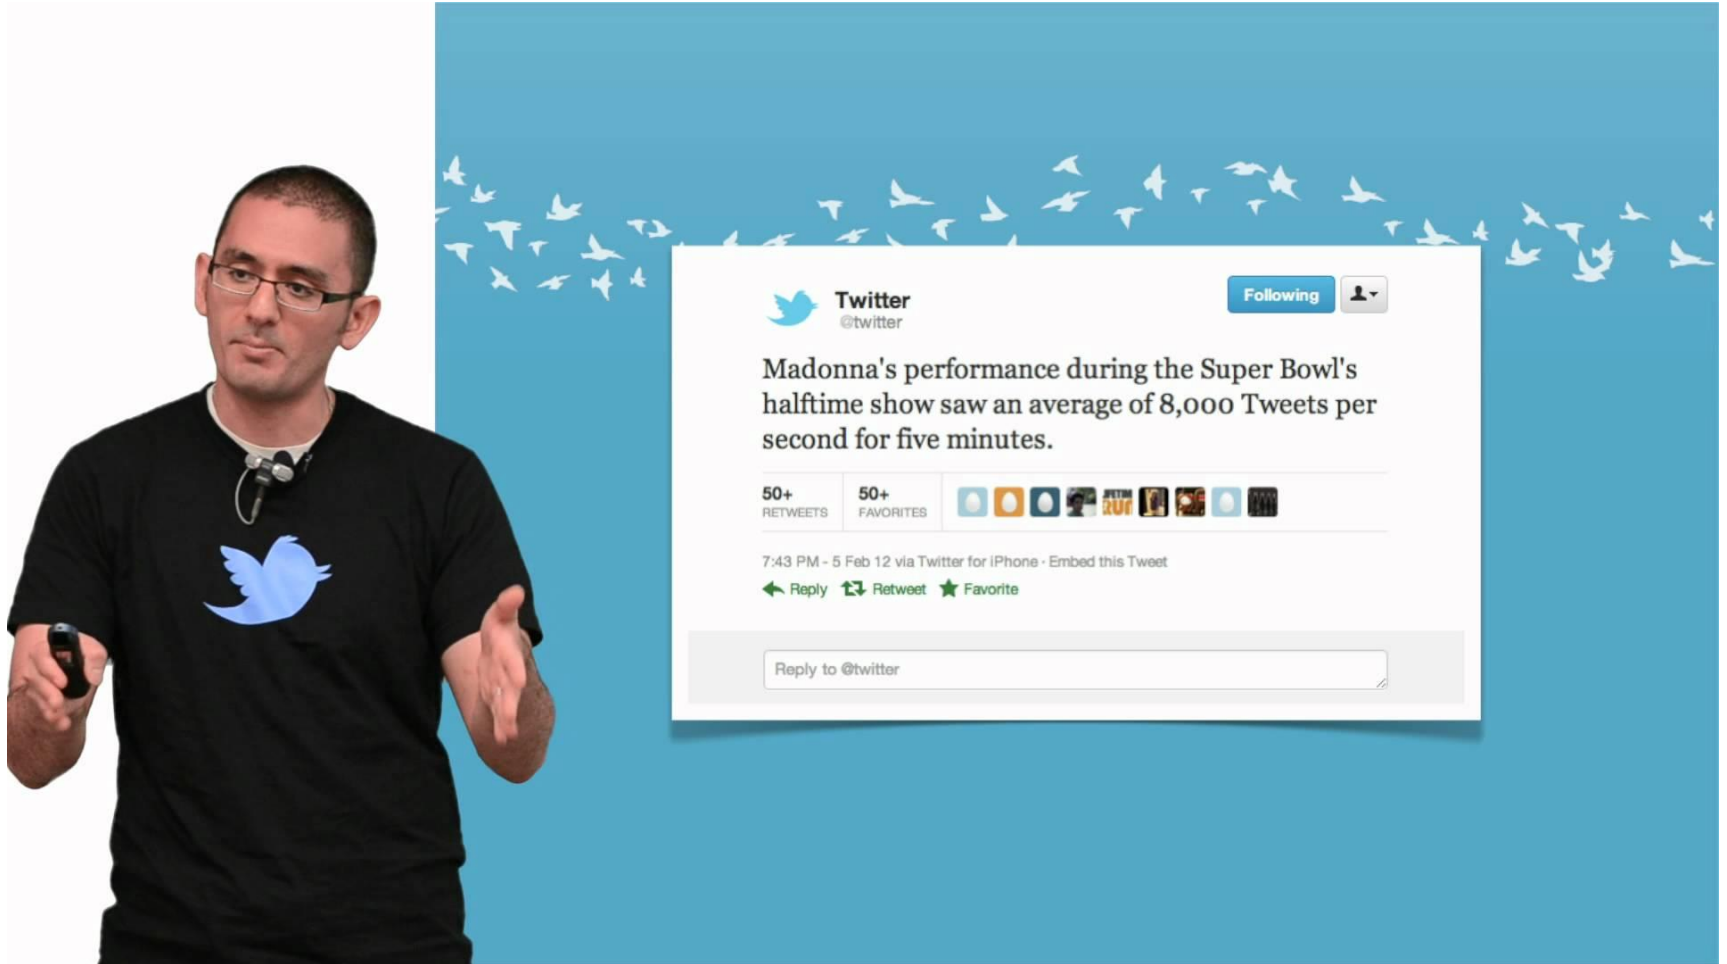 Twitter
@twitter
Following
Madonna's performance during the Super Bowl's
halftime show saw an average of 8,000 Tweets per
second for five minutes.
50+
RETWEETS
50+
FAVORITES
RUN
7:43 PM - 5 Feb 12 via Twitter for iPhone · Embed this Tweet
Reply Retweet Favorite
Reply to @twitter